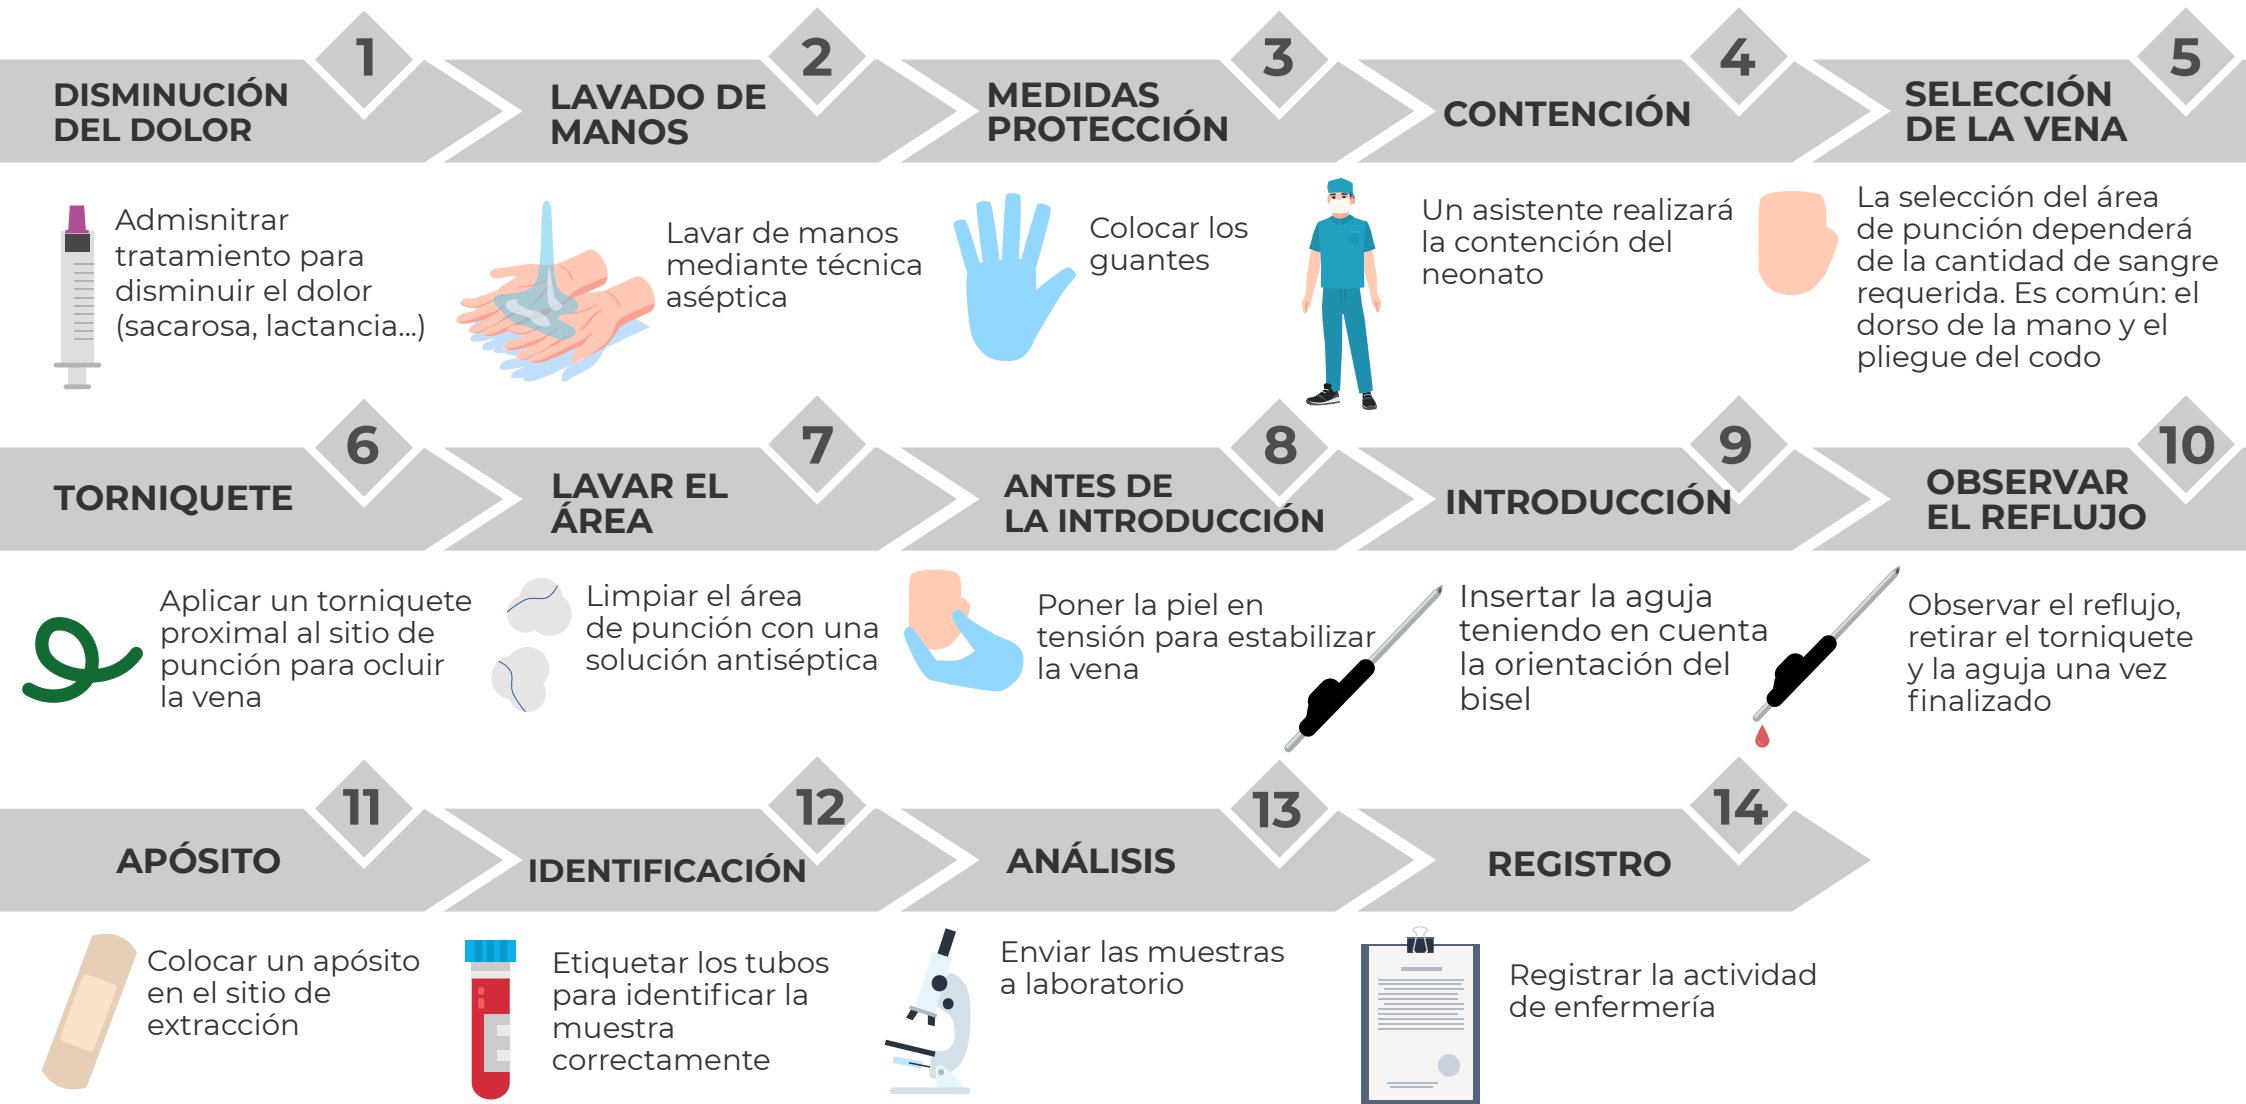 1
DISMINUCIÓN
DEL DOLOR
Admisnitrar
tratamiento para
disminuir el dolor
(sacarosa, lactancia...)
2
LAVADO DE
MANOS
Lavar de manos
mediante técnica
aséptica
3
MEDIDAS
PROTECCIÓN
Colocar los
guantes
4
CONTENCIÓN
Un asistente realizará
la contención del
neonato
5
SELECCIÓN
DE LA VENA
La selección del área
de punción dependerá
de la cantidad de sangre
requerida. Es común: el
dorso de la mano y el
pliegue del codo
6
TORNIQUETE
Aplicar un torniquete
proximal al sitio de
punción para ocluir
la vena
7
LAVAR EL
ÁREA
Limpiar el área
de punción con una
solución antiséptica
8
ANTES DE
LA INTRODUCCIÓN
Poner la piel en
tensión para estabilizar
la vena
9
INTRODUCCIÓN
Insertar la aguja
teniendo en cuenta
la orientación del
bisel
10
OBSERVAR
EL REFLUJO
Observar el reflujo,
retirar el torniquete
y la aguja una vez
finalizado
11
APÓSITO
Colocar un apósito
en el sitio de
extracción
12
IDENTIFICACIÓN
Etiquetar los tubos
para identificar la
muestra
correctamente
13
ANÁLISIS
Enviar las muestras
a laboratorio
14
REGISTRO
Registrar la actividad
de enfermería